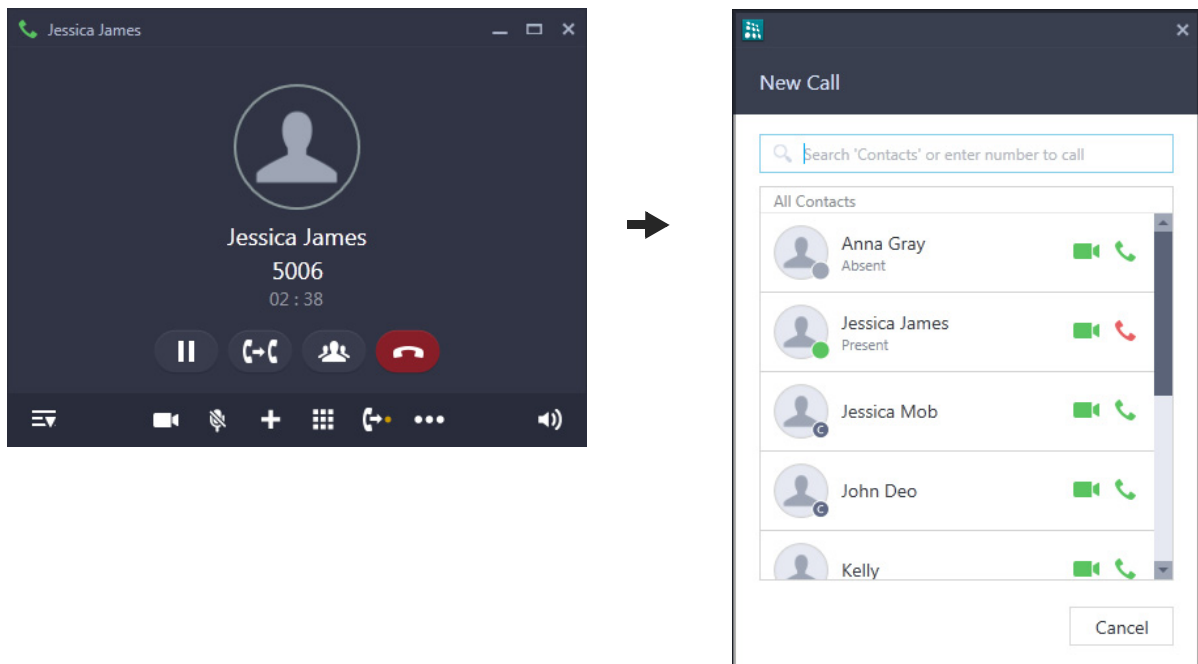 Jessica James
Jessica James
5006
02 : 38
New Call
Search 'Contacts' or enter number to call
All Contacts
Anna Gray
Absent
Jessica James
Present
Jessica Mob
C
John Deo
C
Kelly
Cancel